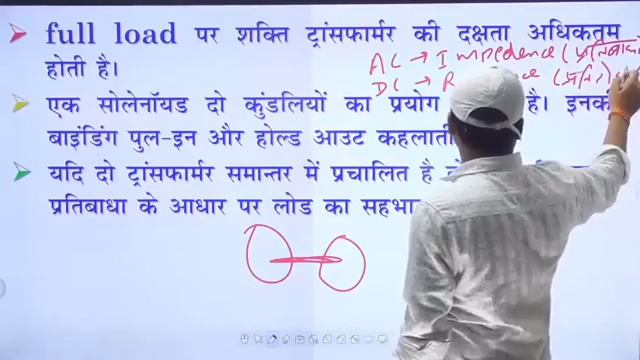 full load पर शक्ति ट्रांसफार्मर की दक्षता अधिकतम
होती है।
AC → Impedence (प्रतिबाधा
DC → R
एक सोलेनॉयड दो कुंडलियों का प्रयोग है। इनकी
बाइंडिंग पुल-इन और होल्ड आउट कहलाती
यदि दो ट्रांसफार्मर समान्तर में प्रचालित है
प्रतिबाधा के आधार पर लोड का सहभा